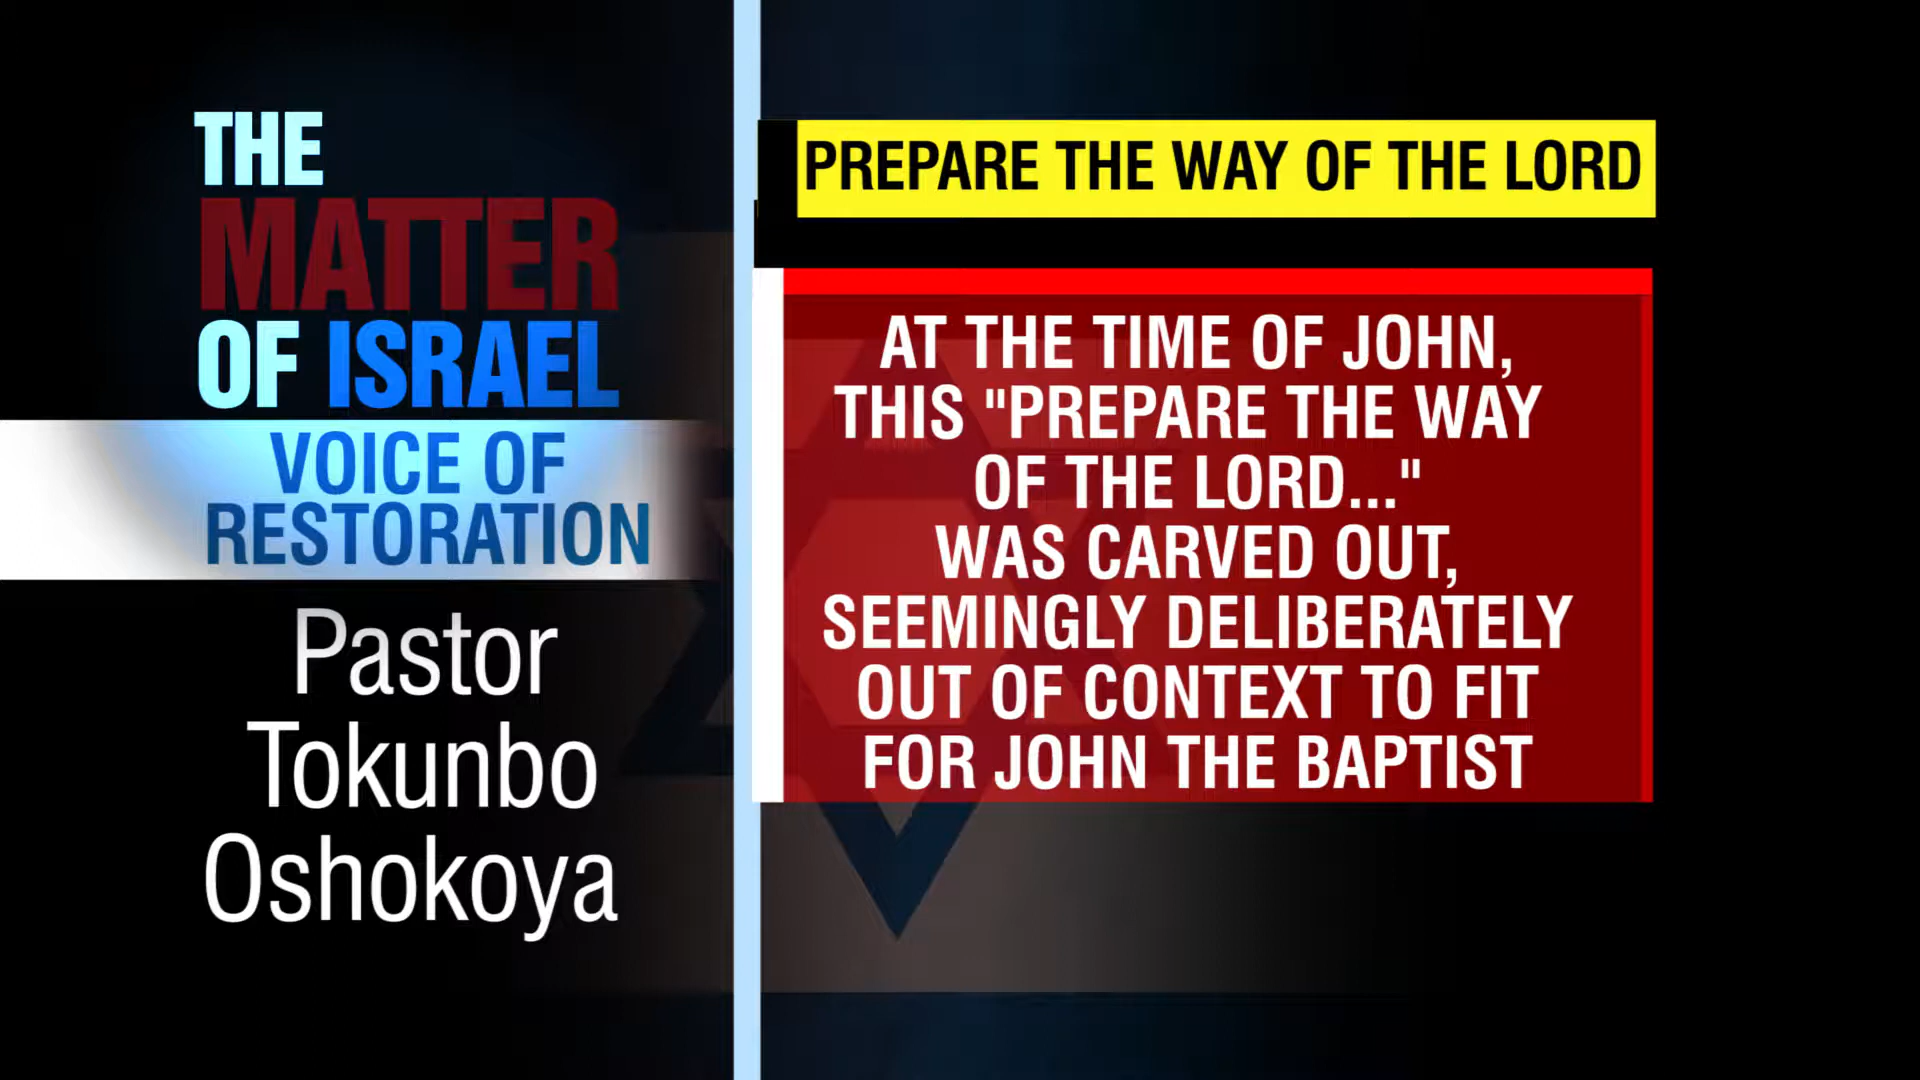 THE
MATTER
OF ISRAEL
VOICE OF
RESTORATION
Pastor
Tokunbo
Oshokoya
PREPARE THE WAY OF THE LORD
AT THE TIME OF JOHN,
THIS "PREPARE THE WAY
OF THE LORD..."
WAS CARVED OUT,
SEEMINGLY DELIBERATELY
OUT OF CONTEXT TO FIT
FOR JOHN THE BAPTIST